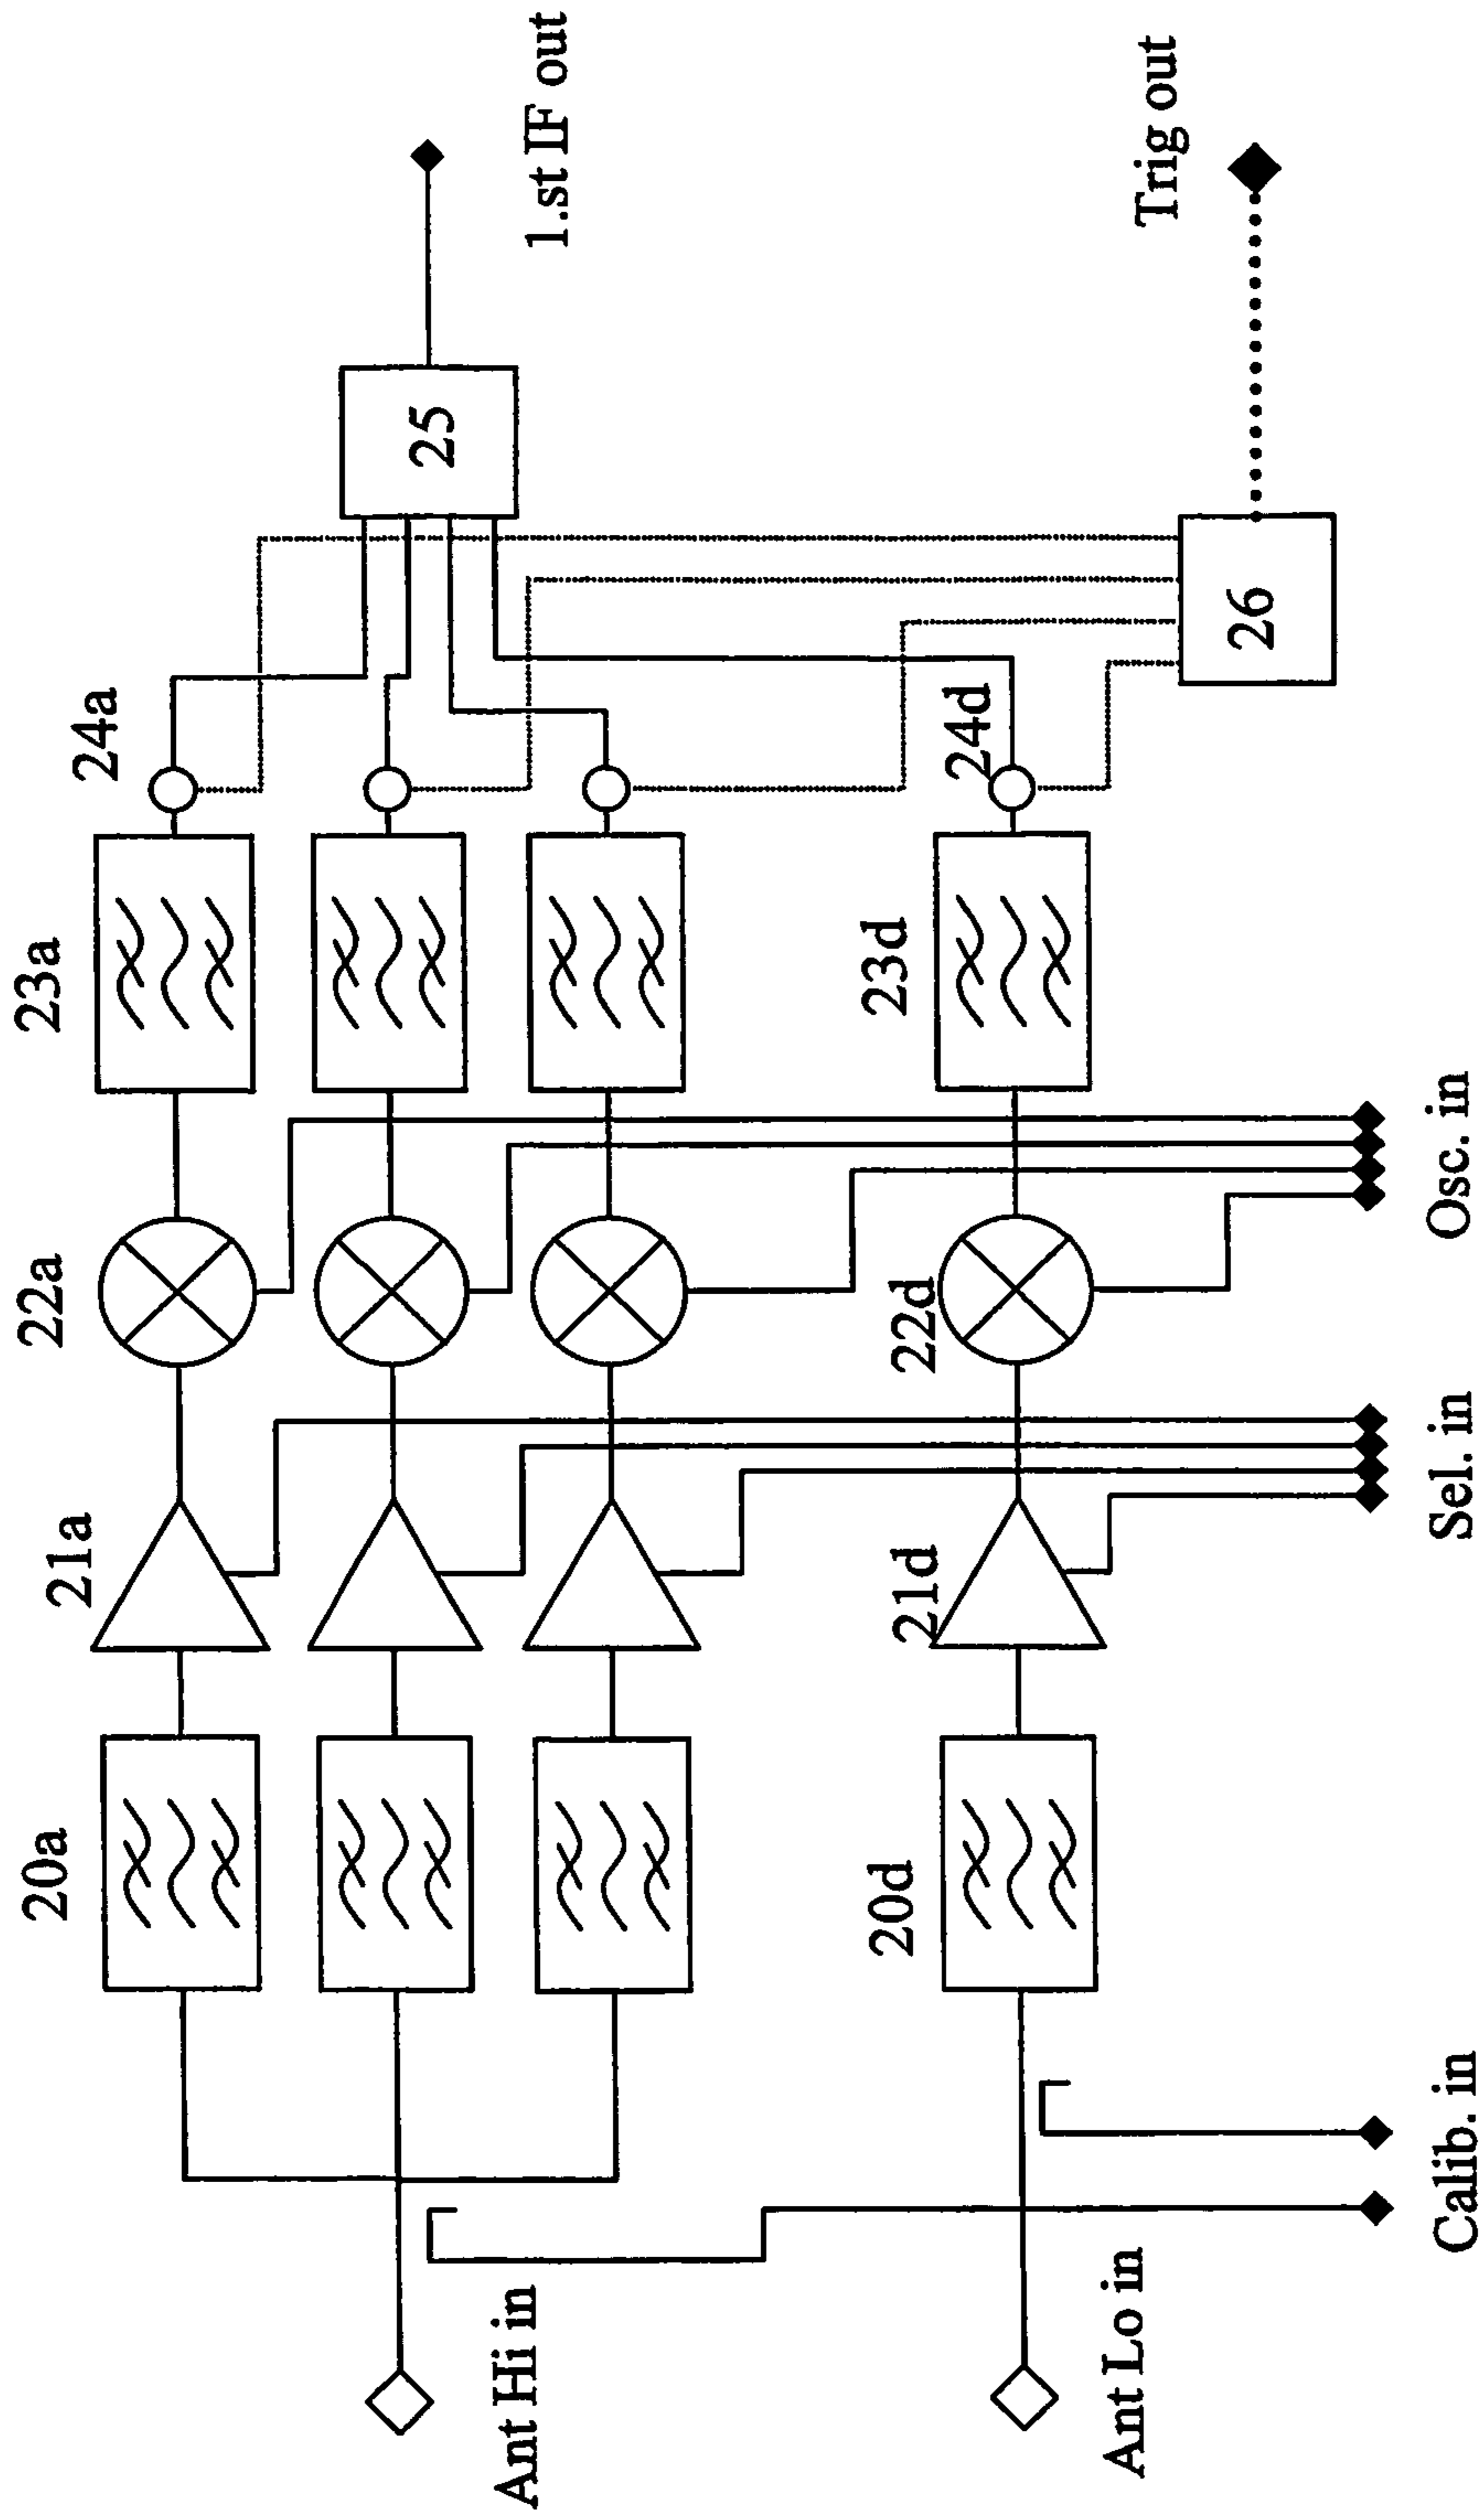 20a
21a
22a
23a
24a
25
1.st IF out
Ant Hi in
20d
21d
22d
23d
24d
26
Trig out
Ant Lo in
Calib. in
Sel. in
Osc. in